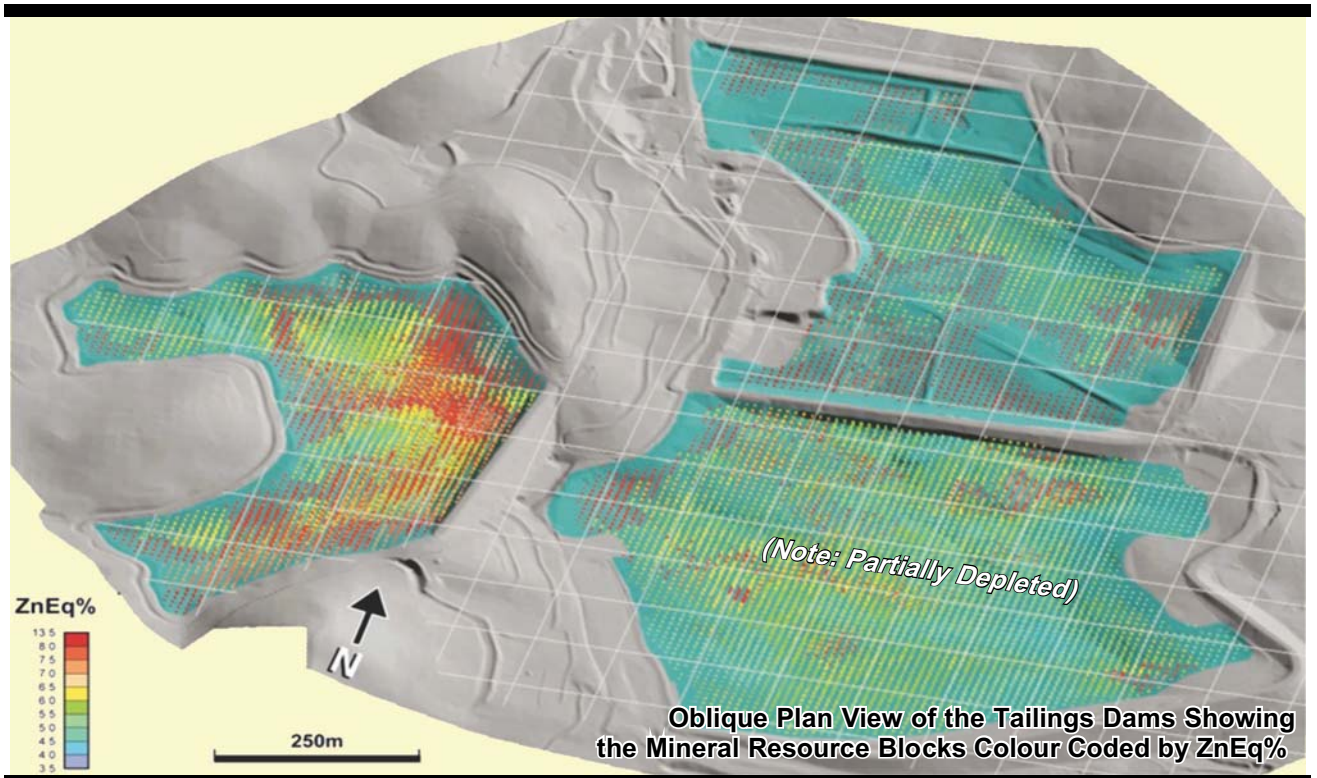 (Note: Partially Depleted)
ZnEq%
13 5
8 0
7 5
7 0
6 5
6 0
5 5
5 0
4 5
4 0
3 5
N
250m
Oblique Plan View of the Tailings Dams Showing
the Mineral Resource Blocks Colour Coded by ZnEq%